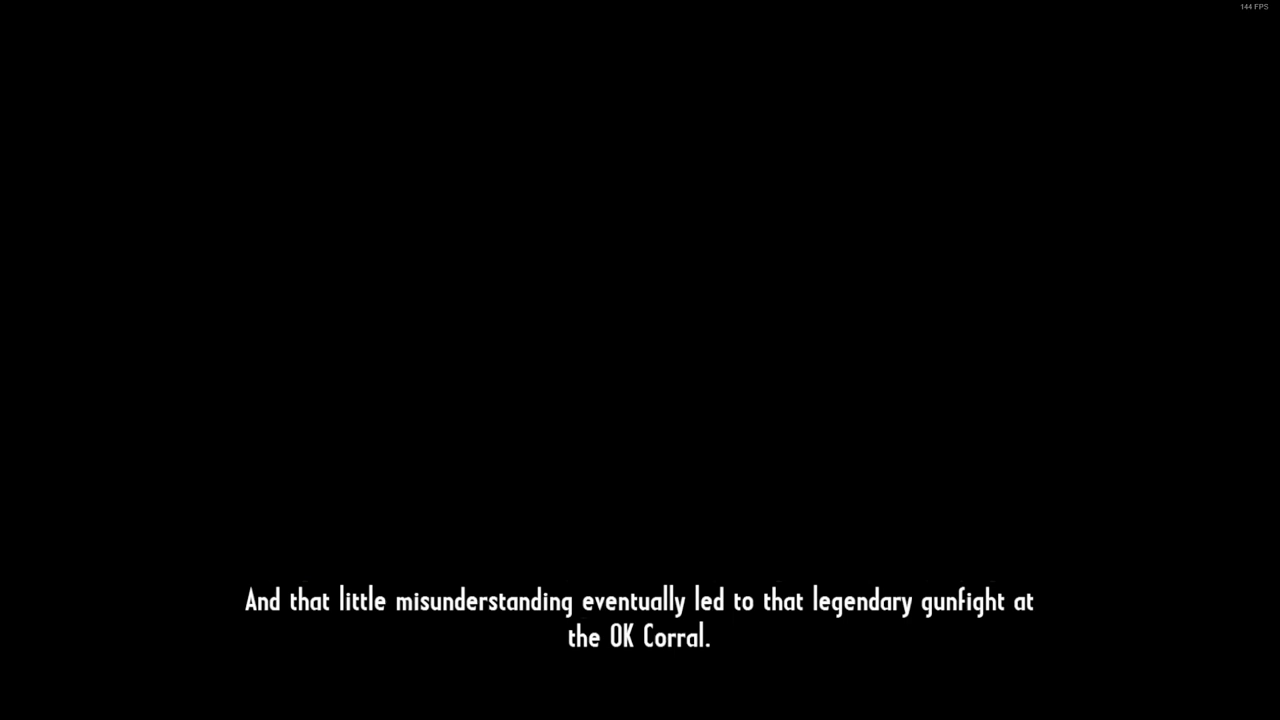 144 FPS
And that little misunderstanding eventually led to that legendary gunfight at
the OK Corral.